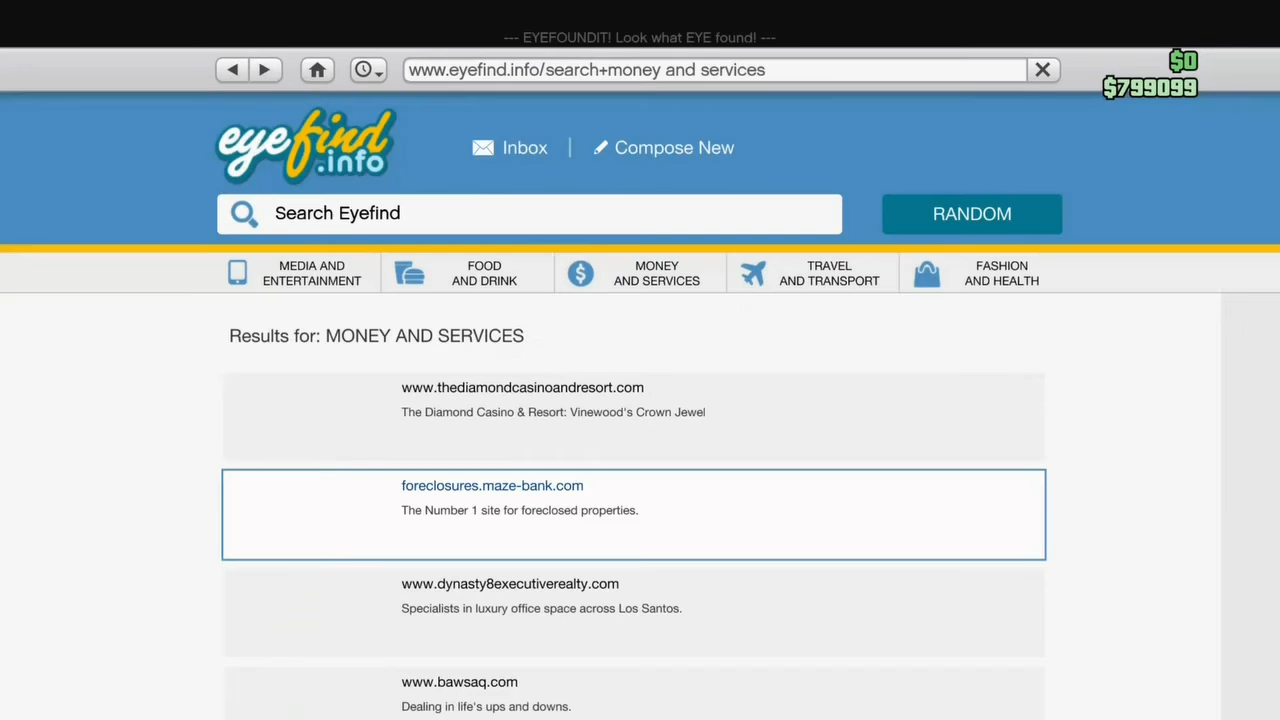 --- EYEFOUNDIT! Look what EYE found! ---
www.eyefind.info/search+money and services
$0
$799099
eyefind
.info
Inbox
Compose New
Search Eyefind
RANDOM
MEDIA AND
ENTERTAINMENT
FOOD
AND DRINK
MONEY
AND SERVICES
TRAVEL
AND TRANSPORT
FASHION
AND HEALTH
Results for: MONEY AND SERVICES
www.thediamondcasinoandresort.com
The Diamond Casino & Resort: Vinewood's Crown Jewel
foreclosures.maze-bank.com
The Number 1 site for foreclosed properties.
www.dynasty8executiverealty.com
Specialists in luxury office space across Los Santos.
www.bawsaq.com
Dealing in life's ups and downs.